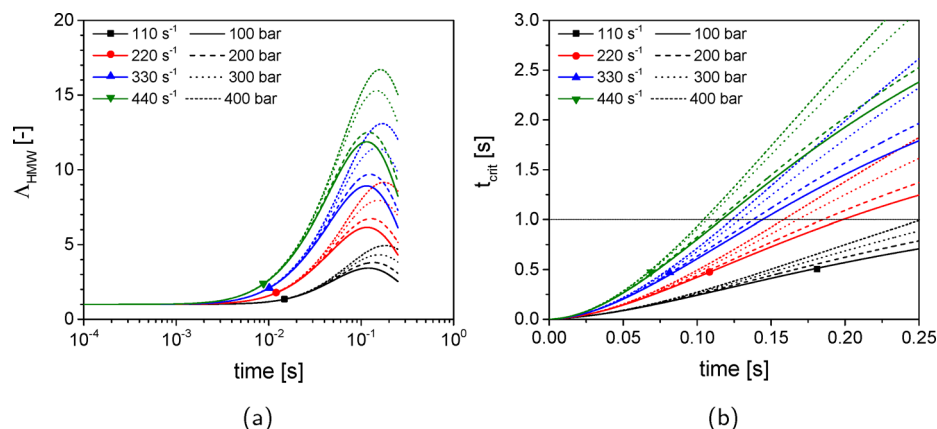 20
15
10
5
0
Λ_HMW [-]
110 s⁻¹ 100 bar
220 s⁻¹ 200 bar
330 s⁻¹ 300 bar
440 s⁻¹ 400 bar
10⁻⁴ 10⁻³ 10⁻² 10⁻¹ 10⁰
time [s]
(a)
3.0
2.5
2.0
1.5
1.0
0.5
0.0
t_crit [s]
110 s⁻¹ 100 bar
220 s⁻¹ 200 bar
330 s⁻¹ 300 bar
440 s⁻¹ 400 bar
0.00 0.05 0.10 0.15 0.20 0.25
time [s]
(b)